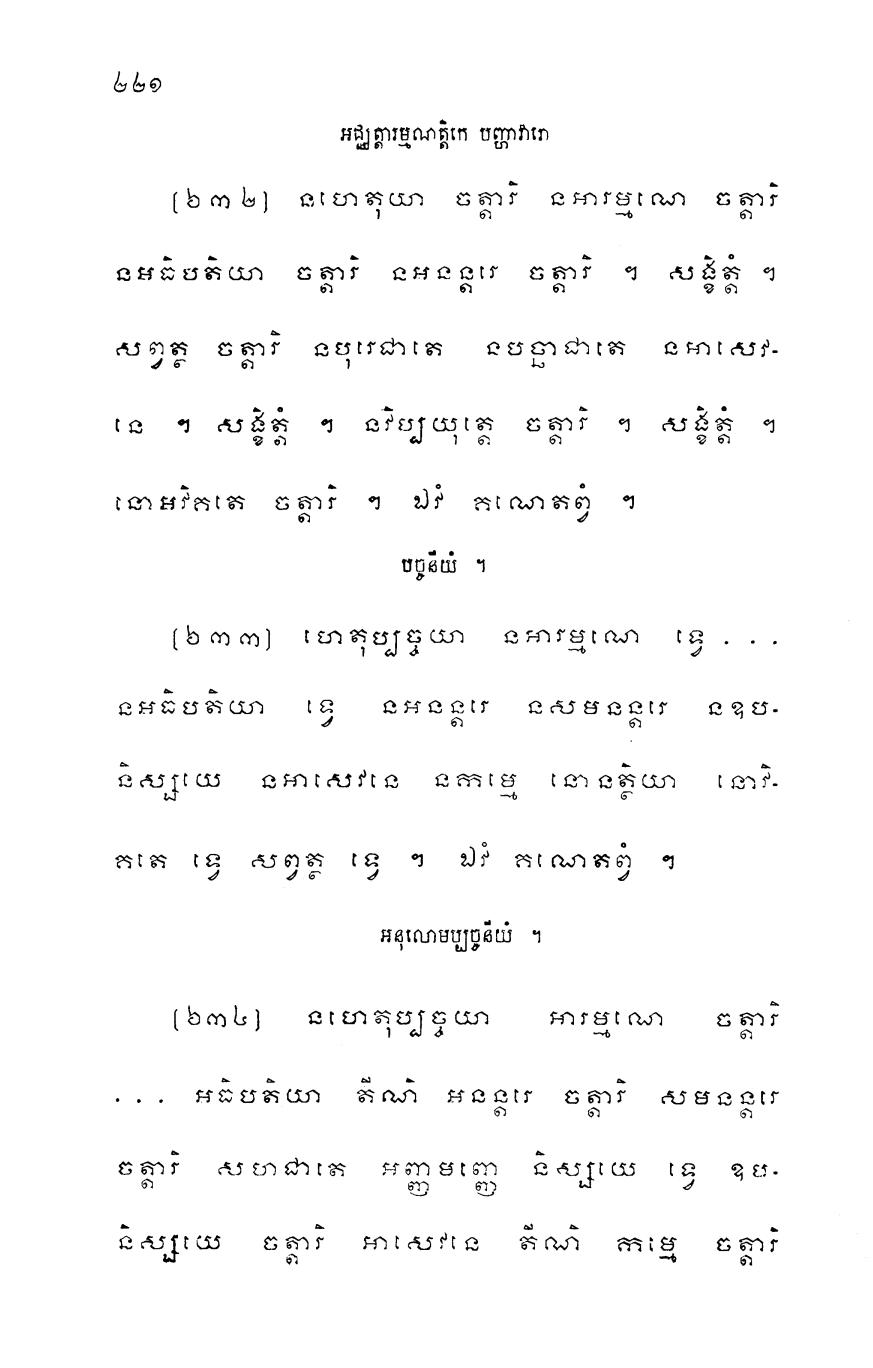 ២២១
អជ្ឈត្តារម្មណត្តិកេ បញ្ហាវារោ
(៦៣២) នហេតុយា ចត្តារិ នអារម្មណេ ចត្តារិ
នអធិបតិយា ចត្តារិ នអនន្តរេ ចត្តារិ ។ សង្ខិត្តំ ។
សព្វត្ថ ចត្តារិ នបុរេជាតេ នបច្ឆាជាតេ នអាសេវ-
នេ ។ សង្ខិត្តំ ។ នវិប្បយុត្តេ ចត្តារិ ។ សង្ខិត្តំ ។
នោអវិគតេ ចត្តារិ ។ ឯវំ គណេតព្វំ ។
បច្ចនីយំ ។
(៦៣៣) ហេតុប្បច្ចយា នអារម្មណេ ទ្វេ . . .
នអធិបតិយា ទ្វេ នអនន្តរេ នសមនន្តរេ នឧប-
និស្សយេ នអាសេវនេ នកម្មេ នោនត្ថិយា នោវិ-
គតេ ទ្វេ សព្វត្ថ ទ្វេ ។ ឯវំ គណេតព្វំ ។
អនុលោមប្បច្ចនីយំ ។
(៦៣៤) នហេតុប្បច្ចយា អារម្មណេ ចត្តារិ
. . . អធិបតិយា តីណិ អនន្តរេ ចត្តារិ សមនន្តរេ
ចត្តារិ សហជាតេ អញ្ញមញ្ញេ និស្សយេ ទ្វេ ឧប-
និស្សយេ ចត្តារិ អាសេវនេ តីណិ កម្មេ ចត្តារិ